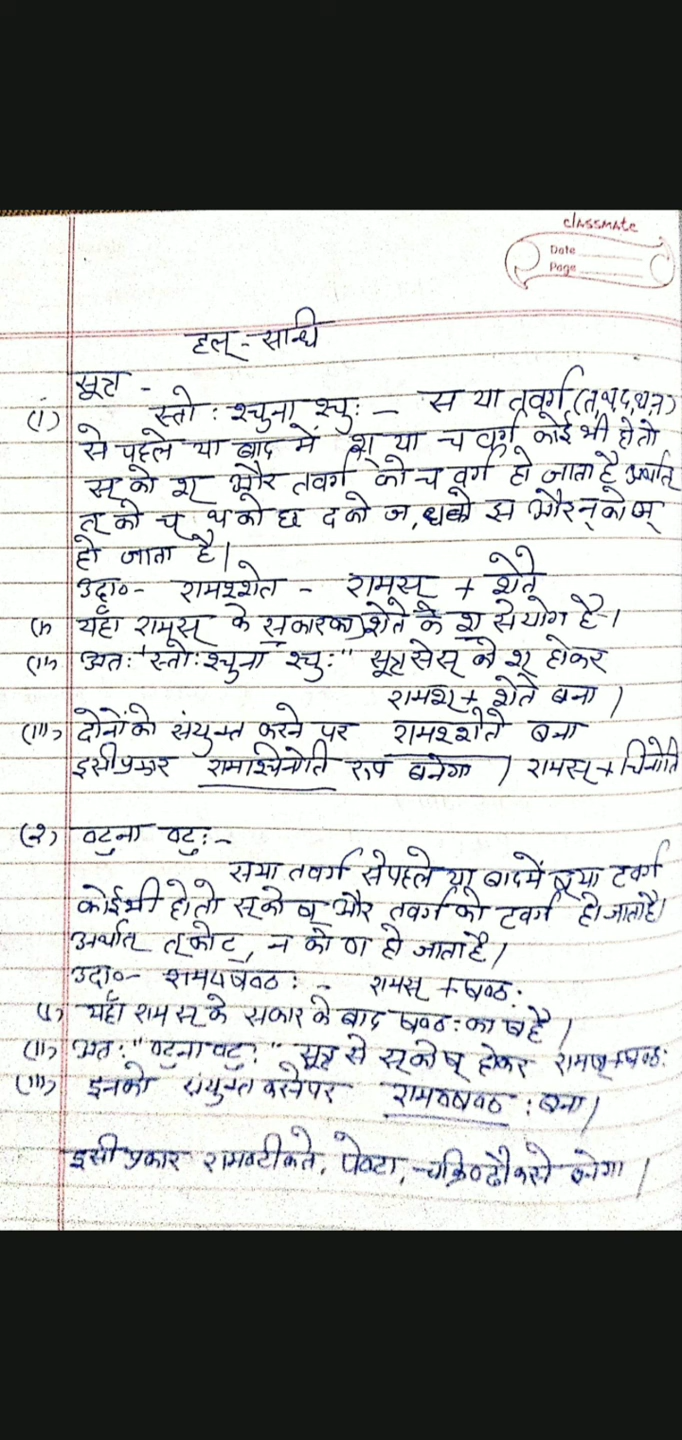 classmate
Date
Page
हल् - सन्धि
सूत्र -
(i) स्तो: श्चुना श्चु: - स या तवर्ग (त,थ,द,ध,न)
से पहले या बाद में श् या च वर्ग कोई भी हो तो
स् को श् और तवर्ग को च वर्ग हो जाता है अर्थात्
त् को च् थ को छ द को ज, ध को झ और न् को ञ्
हो जाता है।
उदा०- रामश्शेते - रामस् + शेते
(i) यहाँ रामस् के सकार का शेते के श् से योग है।
(ii) अत: "स्तो: श्चुना श्चु:" सूत्र से स् को श् होकर
रामश् + शेते बना।
(iii) दोनों को संयुक्त करने पर रामश्शेते बना
इसी प्रकार रामश्चिनोति रूप बनेगा। रामस् + चिनोति
(२) ष्टुना ष्टु: -
स या तवर्ग से पहले या बाद में ष् या टवर्ग
कोई भी हो तो स् को ष् और तवर्ग को टवर्ग हो जाता है।
अर्थात् त् को ट्, न को ण हो जाता है।
उदा०- रामष्षष्ठ: - रामस् + षष्ठ:
(i) यहाँ रामस् के सकार के बाद षष्ठ: का ष है।
(ii) अत: "ष्टुना ष्टु:" सूत्र से स् को ष् होकर रामष् + षष्ठ:
(iii) इनको संयुक्त करने पर रामष्षष्ठ: बना।
इसी प्रकार रामष्टीकते, पेष्टा, चक्रिण्ढौकसे बनेगा।